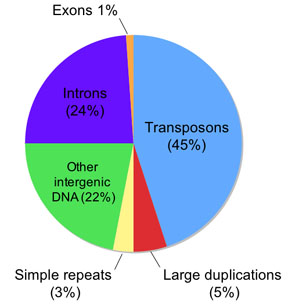 Exons 1%
Introns
(24%)
Transposons
(45%)
Other
intergenic
DNA (22%)
Simple repeats
(3%)
Large duplications
(5%)